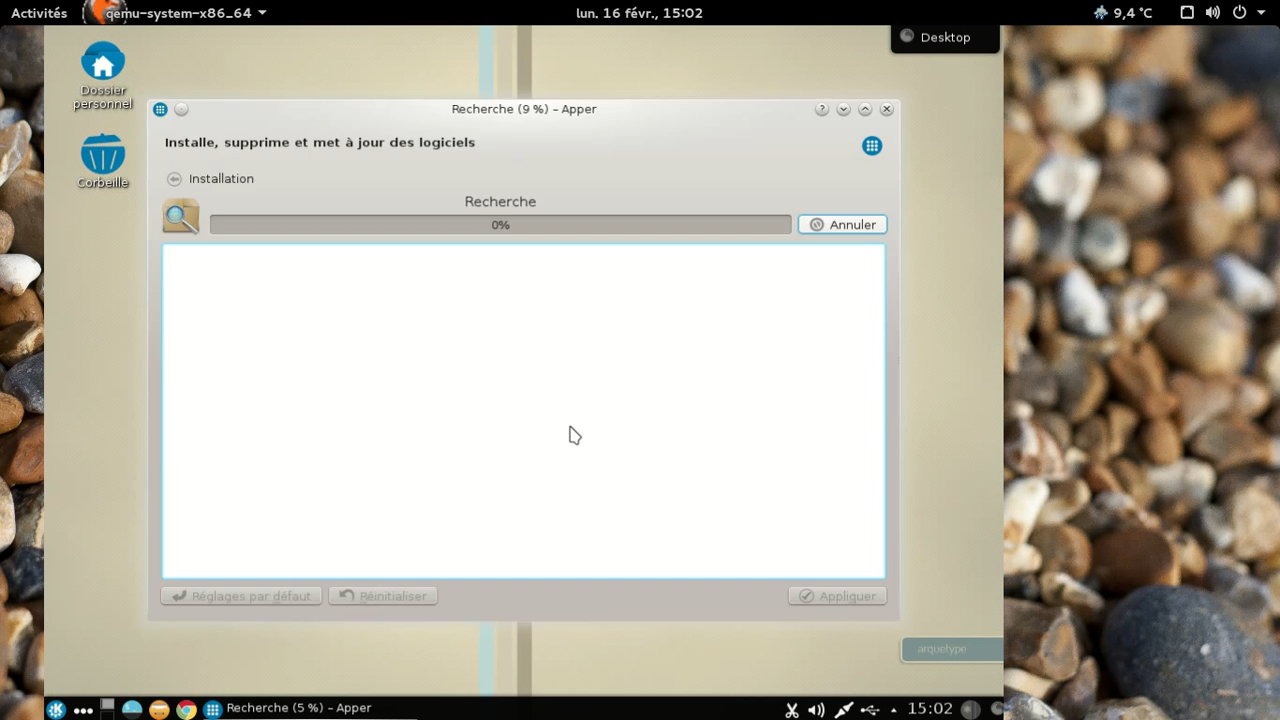 Activités qemu-system-x86_64 lun. 16 févr., 15:02 9,4 °C
Desktop
Dossier
personnel
Corbeille
Recherche (9 %) – Apper
Installe, supprime et met à jour des logiciels
Installation
Recherche
0% Annuler
Réglages par défaut Réinitialiser Appliquer
arquetype
Recherche (5 %) – Apper 15:02